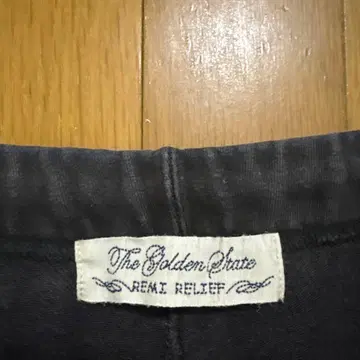 The Golden State
REMI RELIEF